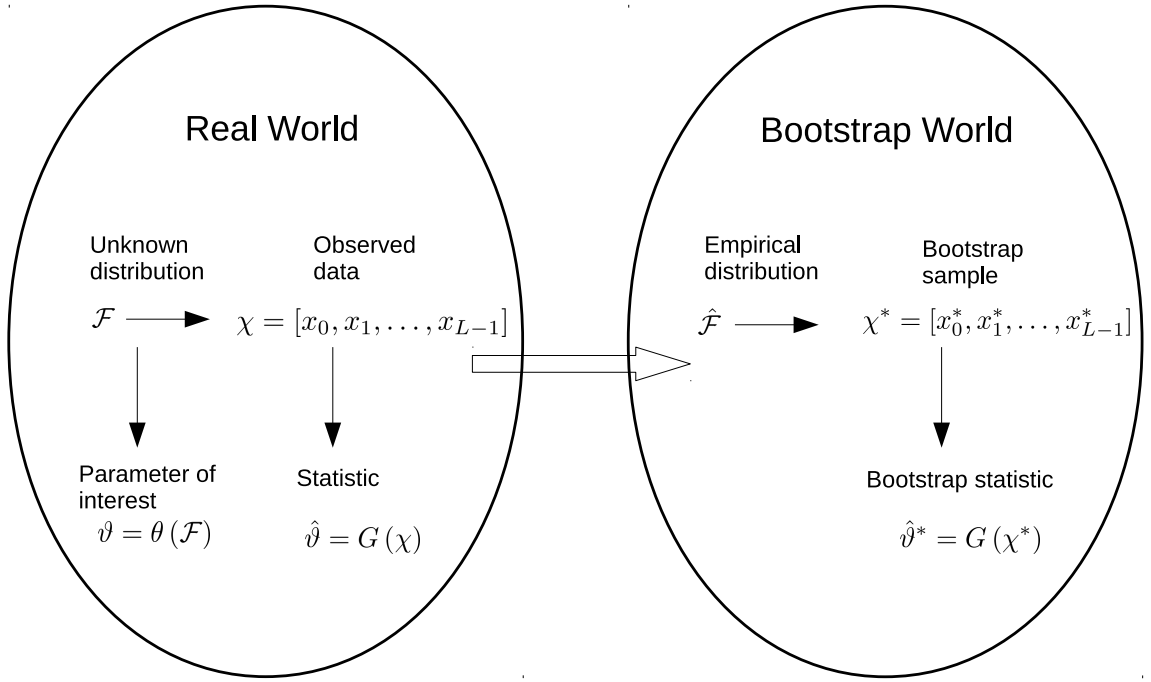 Real World
Unknown
distribution
Observed
data
ℱ
χ = [x₀, x₁, . . . , x_{L−1}]
Parameter of
interest
ϑ = θ (ℱ)
Statistic
ϑ̂ = G (χ)
Bootstrap World
Empirical
distribution
Bootstrap
sample
ℱ̂
χ* = [x₀*, x₁*, . . . , x*_{L−1}]
Bootstrap statistic
ϑ̂* = G (χ*)